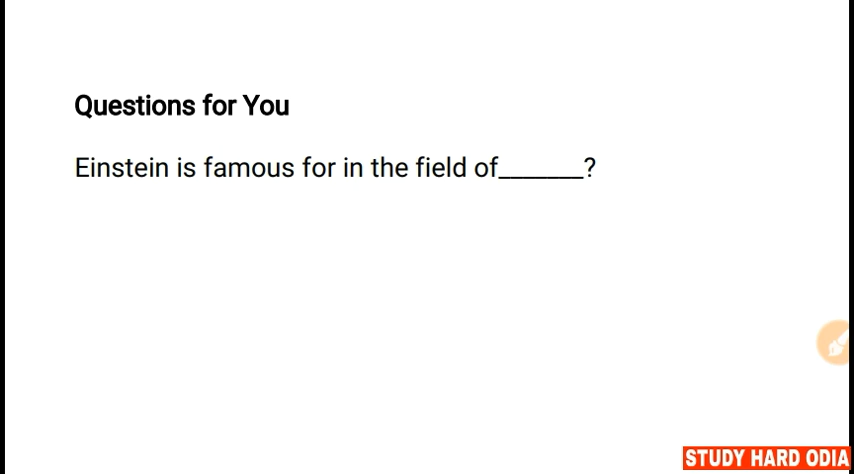 Questions for You
Einstein is famous for in the field of_______?
STUDY HARD ODIA